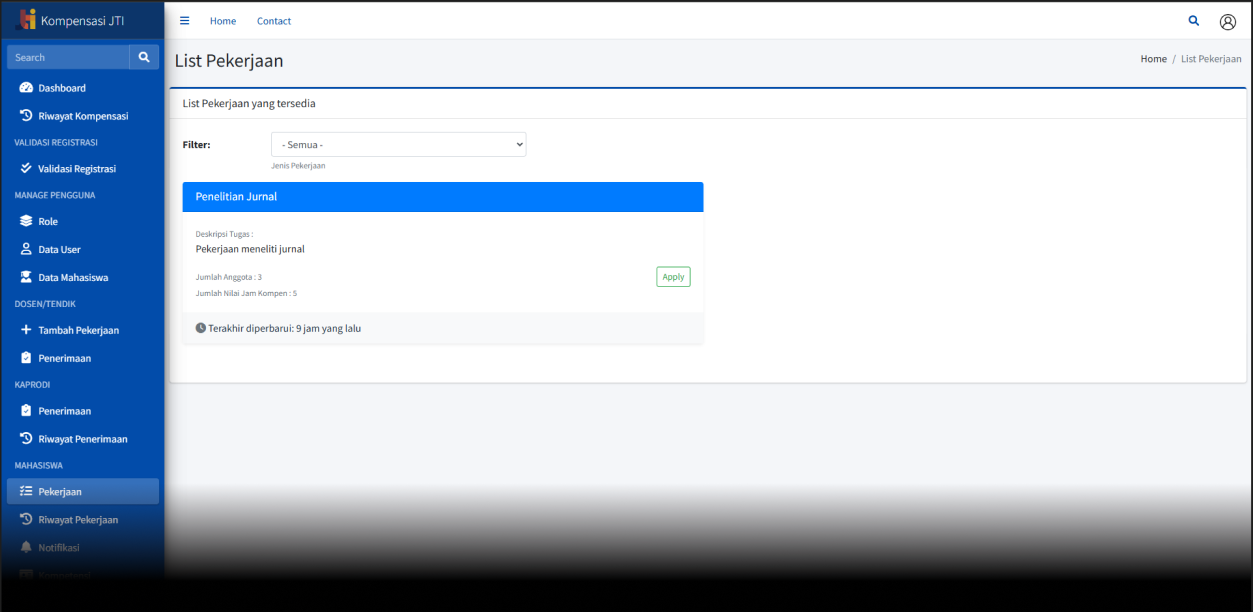 Kompensasi JTI
Home
Contact
Search
Dashboard
Riwayat Kompensasi
VALIDASI REGISTRASI
Validasi Registrasi
MANAGE PENGGUNA
Role
Data User
Data Mahasiswa
DOSEN/TENDIK
Tambah Pekerjaan
Penerimaan
KAPRODI
Penerimaan
Riwayat Penerimaan
MAHASISWA
Pekerjaan
Riwayat Pekerjaan
Notifikasi
List Pekerjaan
Home / List Pekerjaan
List Pekerjaan yang tersedia
Filter:
- Semua -
Jenis Pekerjaan
Penelitian Jurnal
Deskripsi Tugas :
Pekerjaan meneliti jurnal
Jumlah Anggota : 3
Jumlah Nilai Jam Kompen : 5
Apply
Terakhir diperbarui: 9 jam yang lalu